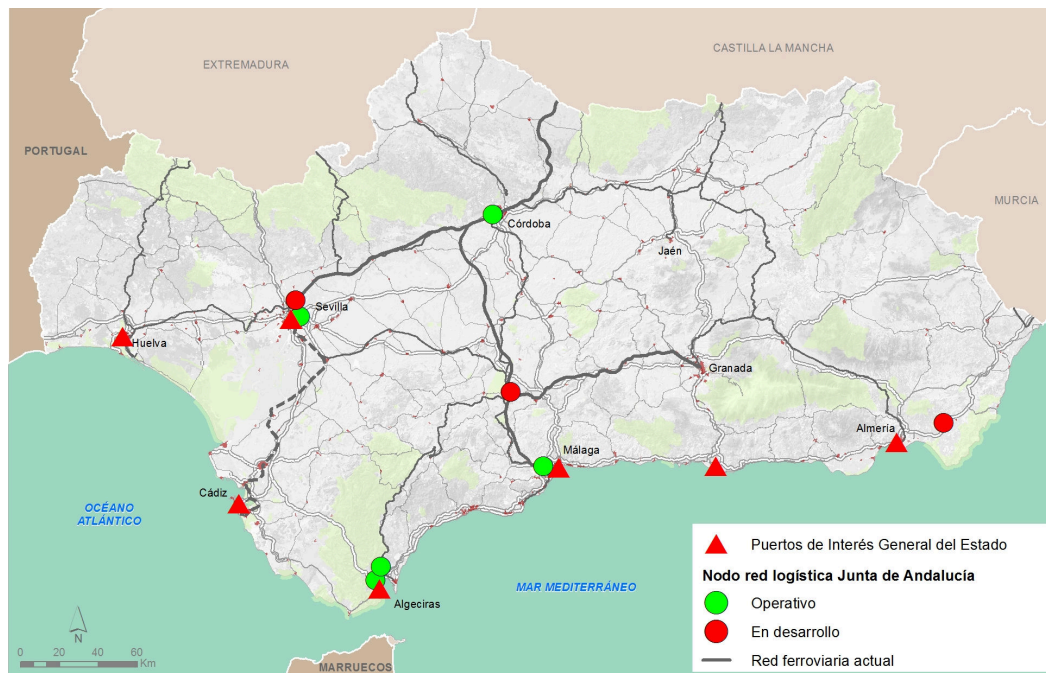 EXTREMADURA
CASTILLA LA MANCHA
PORTUGAL
MURCIA
Córdoba
Jaén
Sevilla
Huelva
Granada
Almería
Málaga
Cádiz
OCÉANO
ATLÁNTICO
MAR MEDITERRÁNEO
Algeciras
MARRUECOS
N
0 20 40 60
Km
Puertos de Interés General del Estado
Nodo red logística Junta de Andalucía
Operativo
En desarrollo
Red ferroviaria actual